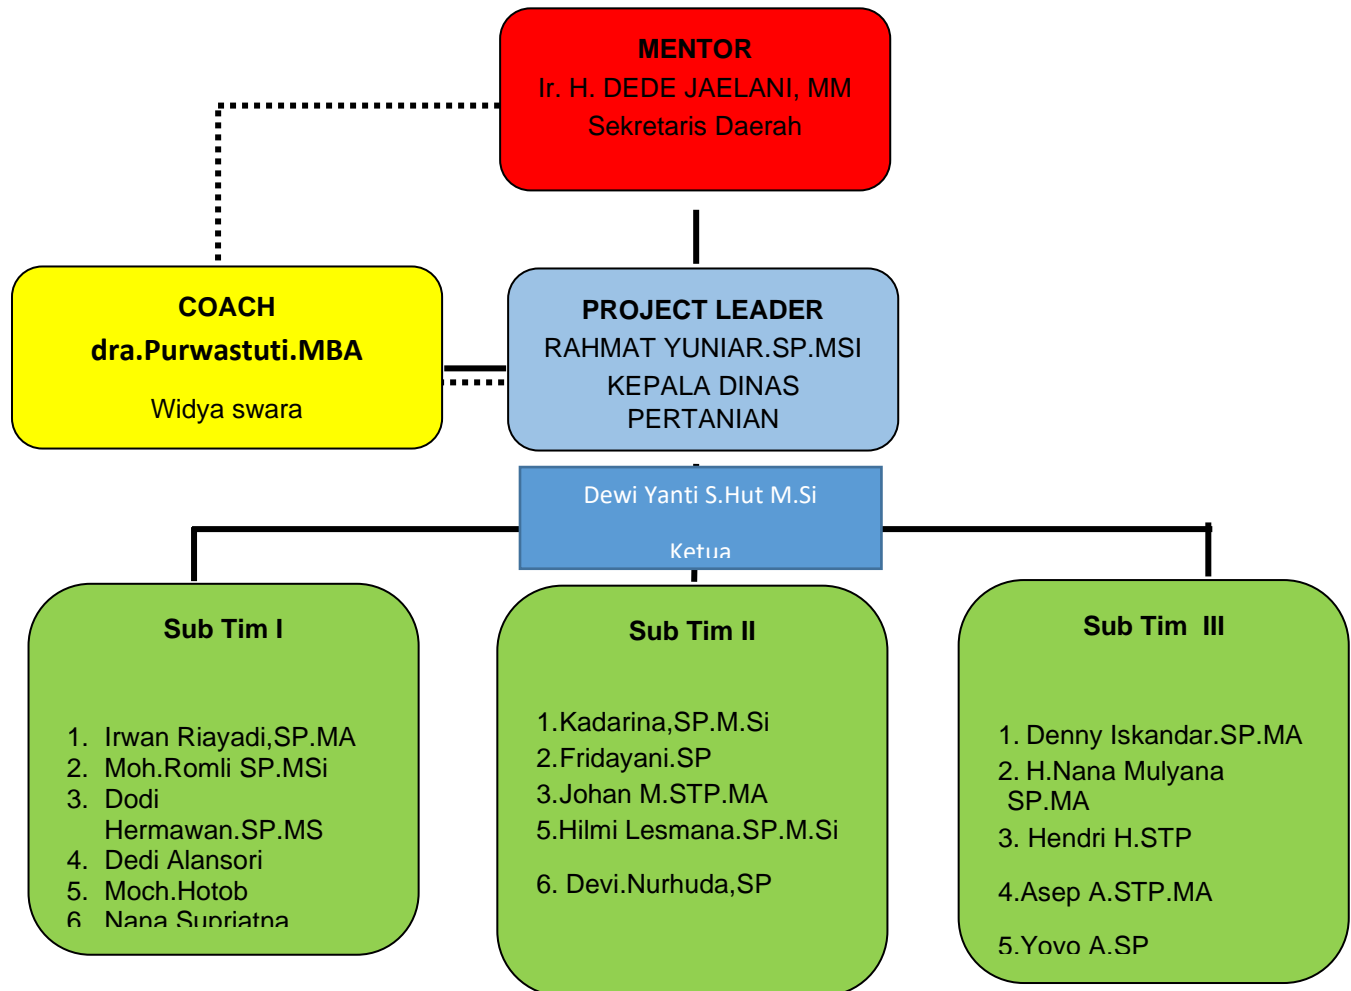 MENTOR
Ir. H. DEDE JAELANI, MM
Sekretaris Daerah
COACH
dra.Purwastuti.MBA
Widya swara
PROJECT LEADER
RAHMAT YUNIAR.SP.MSI
KEPALA DINAS
PERTANIAN
Dewi Yanti S.Hut M.Si
Ketua
Sub Tim I
1. Irwan Riayadi,SP.MA
2. Moh.Romli SP.MSi
3. Dodi
Hermawan.SP.MS
4. Dedi Alansori
5. Moch.Hotob
6. Nana Supriatna
Sub Tim II
1.Kadarina,SP.M.Si
2.Fridayani.SP
3.Johan M.STP.MA
5.Hilmi Lesmana.SP.M.Si
6. Devi.Nurhuda,SP
Sub Tim III
1. Denny Iskandar.SP.MA
2. H.Nana Mulyana
SP.MA
3. Hendri H.STP
4.Asep A.STP.MA
5.Yoyo A.SP